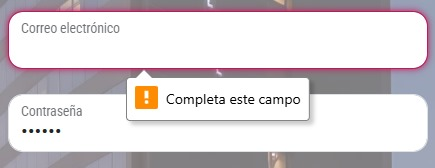 Correo electrónico
Completa este campo
Contraseña
••••••